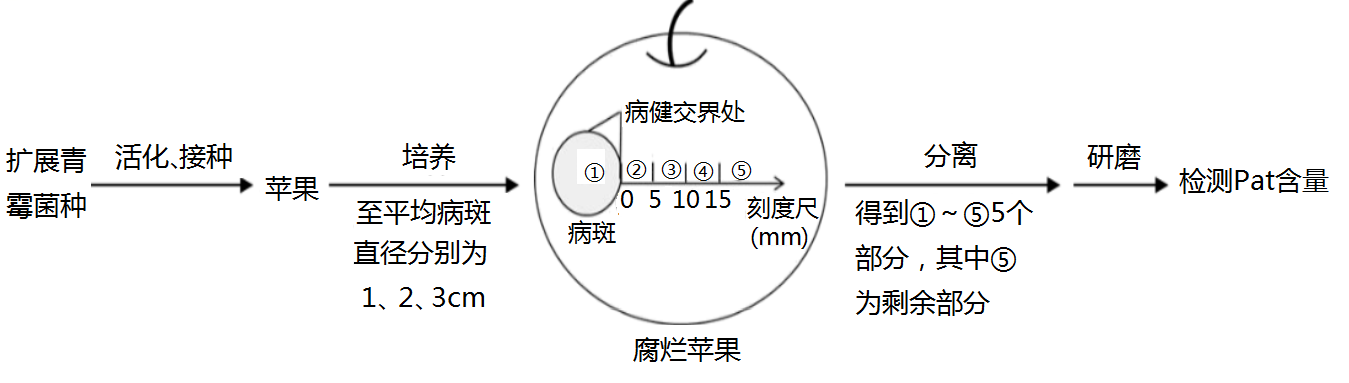 扩展青
霉菌种
活化、接种
苹果
培养
至平均病斑
直径分别为
1、2、3cm
病健交界处
① ② ③ ④ ⑤
0 5 10 15
刻度尺
(mm)
病斑
腐烂苹果
分离
得到①～⑤5个
部分，其中⑤
为剩余部分
研磨
检测Pat含量